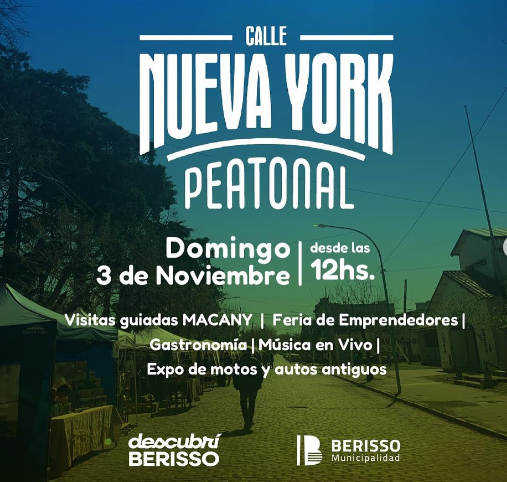 CALLE
NUEVA YORK
PEATONAL
Domingo
3 de Noviembre
desde las
12hs.
Visitas guiadas MACANY | Feria de Emprendedores |
Gastronomía | Música en Vivo |
Expo de motos y autos antiguos
descubrí
BERISSO
BERISSO
Municipalidad